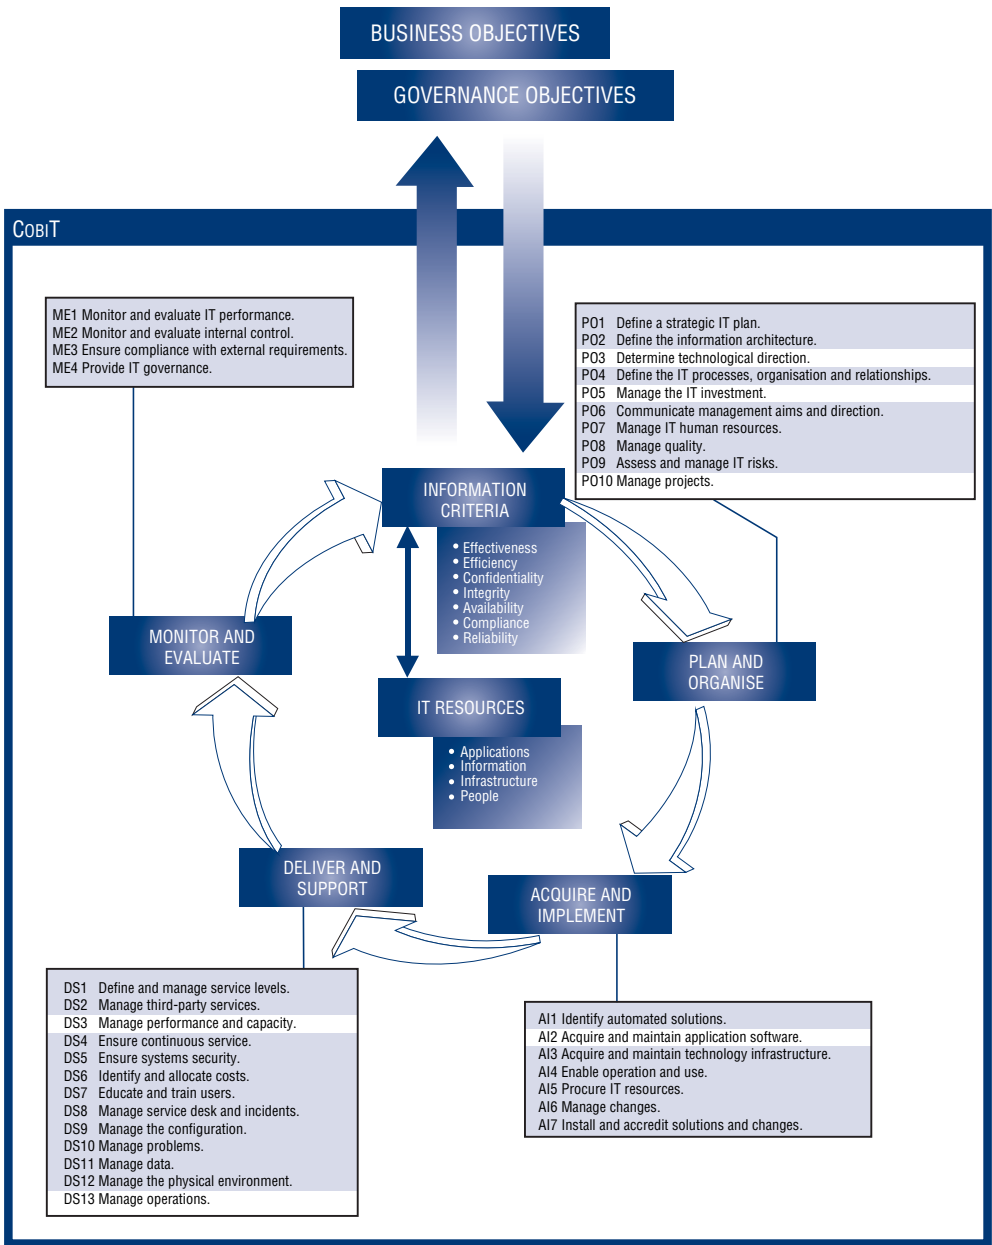 BUSINESS OBJECTIVES
GOVERNANCE OBJECTIVES
COBIT
ME1 Monitor and evaluate IT performance.
ME2 Monitor and evaluate internal control.
ME3 Ensure compliance with external requirements.
ME4 Provide IT governance.
PO1 Define a strategic IT plan.
PO2 Define the information architecture.
PO3 Determine technological direction.
PO4 Define the IT processes, organisation and relationships.
PO5 Manage the IT investment.
PO6 Communicate management aims and direction.
PO7 Manage IT human resources.
PO8 Manage quality.
PO9 Assess and manage IT risks.
PO10 Manage projects.
INFORMATION
CRITERIA
• Effectiveness
• Efficiency
• Confidentiality
• Integrity
• Availability
• Compliance
• Reliability
MONITOR AND
EVALUATE
PLAN AND
ORGANISE
IT RESOURCES
• Applications
• Information
• Infrastructure
• People
DELIVER AND
SUPPORT
ACQUIRE AND
IMPLEMENT
DS1 Define and manage service levels.
DS2 Manage third-party services.
DS3 Manage performance and capacity.
DS4 Ensure continuous service.
DS5 Ensure systems security.
DS6 Identify and allocate costs.
DS7 Educate and train users.
DS8 Manage service desk and incidents.
DS9 Manage the configuration.
DS10 Manage problems.
DS11 Manage data.
DS12 Manage the physical environment.
DS13 Manage operations.
AI1 Identify automated solutions.
AI2 Acquire and maintain application software.
AI3 Acquire and maintain technology infrastructure.
AI4 Enable operation and use.
AI5 Procure IT resources.
AI6 Manage changes.
AI7 Install and accredit solutions and changes.